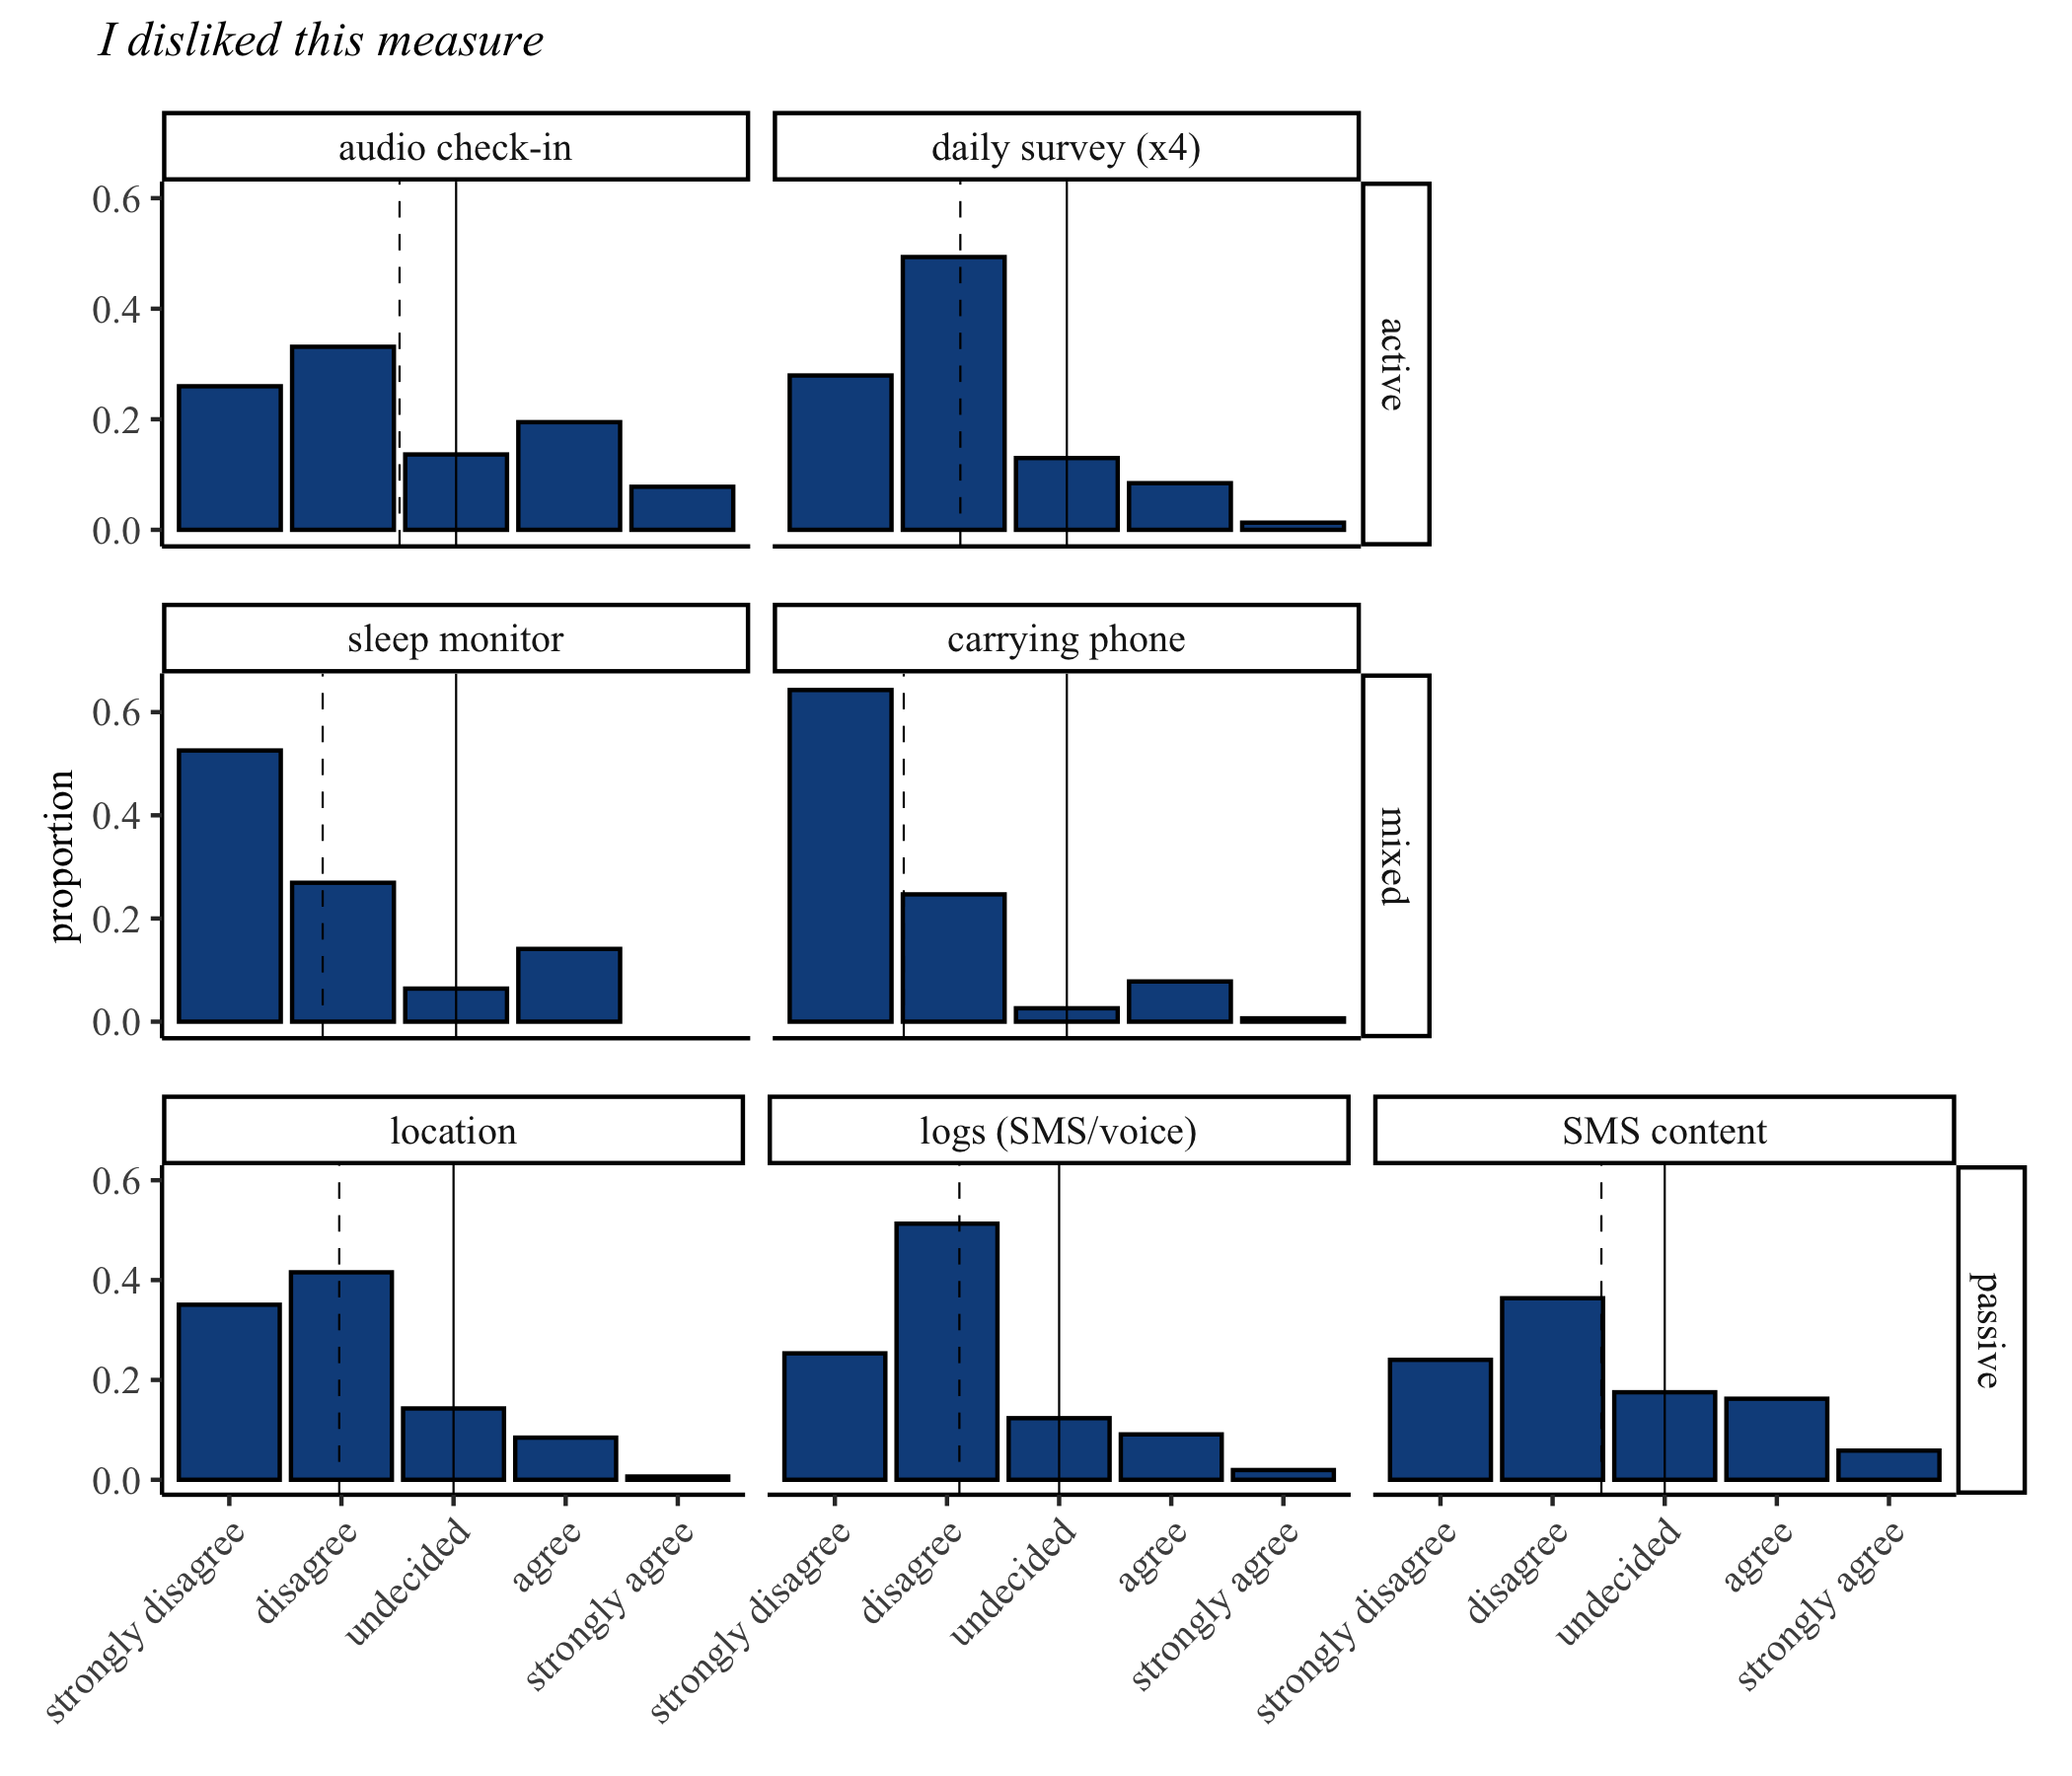 I disliked this measure
audio check-in
daily survey (x4)
0.6
0.4
0.2
0.0
active
sleep monitor
carrying phone
proportion
0.6
0.4
0.2
0.0
mixed
location
logs (SMS/voice)
SMS content
0.6
0.4
0.2
0.0
passive
strongly disagree
disagree
undecided
agree
strongly agree
strongly disagree
disagree
undecided
agree
strongly agree
strongly disagree
disagree
undecided
agree
strongly agree